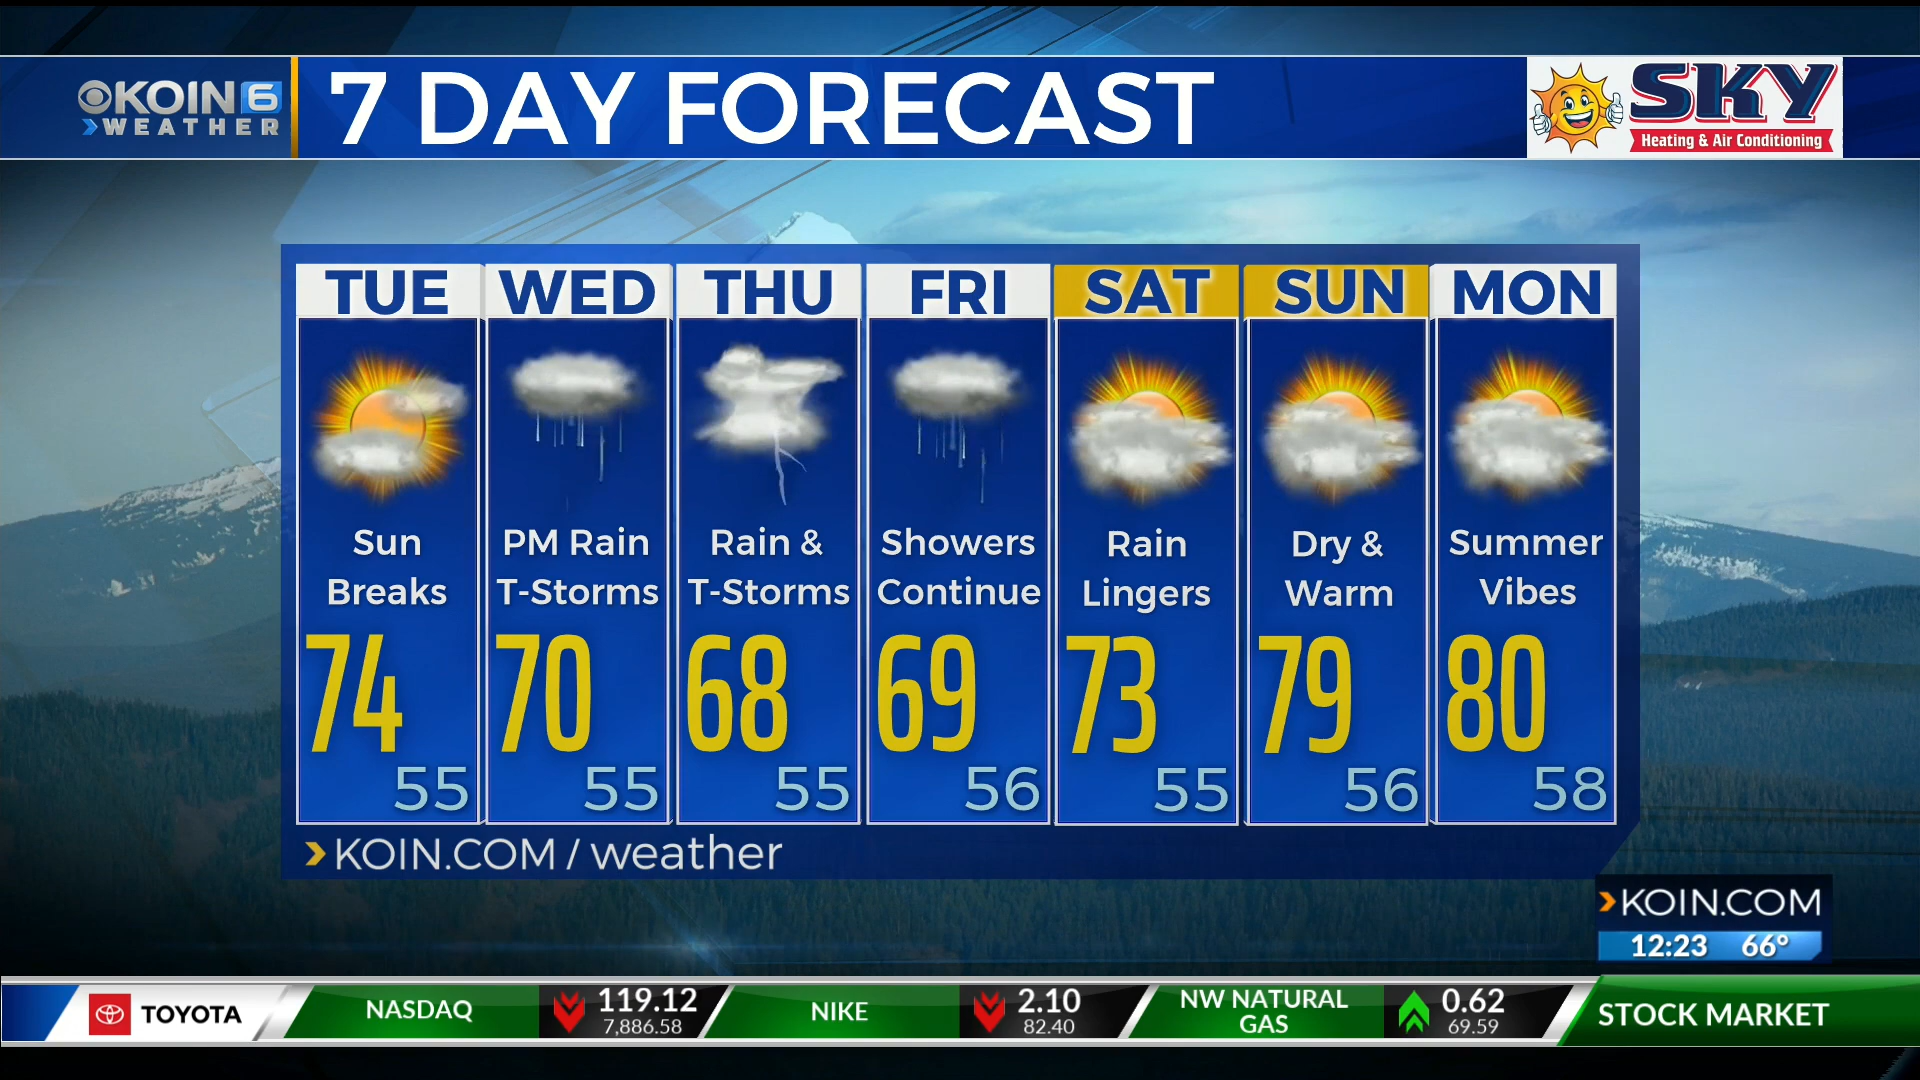 KOIN 6
WEATHER
7 DAY FORECAST
SKY
Heating & Air Conditioning
TUE WED THU FRI SAT SUN MON
Sun
Breaks
74
55
PM Rain
T-Storms
70
55
Rain &
T-Storms
68
55
Showers
Continue
69
56
Rain
Lingers
73
55
Dry &
Warm
79
56
Summer
Vibes
80
58
KOIN.COM / weather
KOIN.COM
12:23 66°
TOYOTA
NASDAQ
119.12
7,886.58
NIKE
2.10
82.40
NW NATURAL
GAS
0.62
69.59
STOCK MARKET